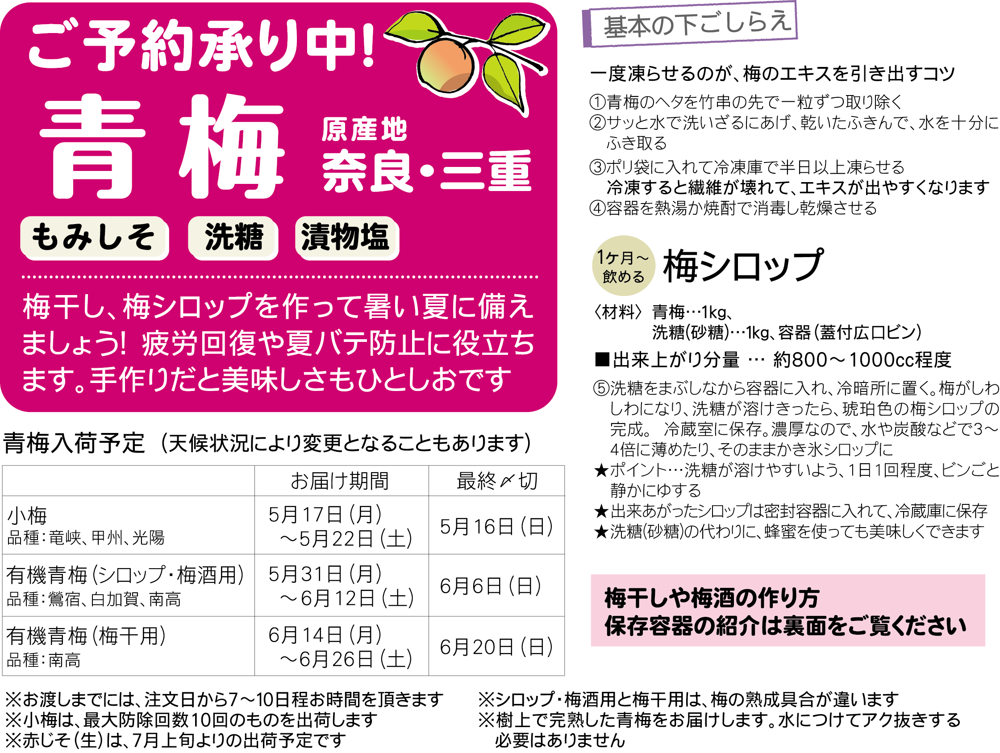 ご予約承り中!
青梅
原産地
奈良・三重
もみしそ
洗糖
漬物塩
梅干し、梅シロップを作って暑い夏に備え
ましょう! 疲労回復や夏バテ防止に役立ち
ます。手作りだと美味しさもひとしおです
青梅入荷予定 (天候状況により変更となることもあります)
お届け期間 最終〆切
小梅
品種:竜峡、甲州、光陽
5月17日(月)
～5月22日(土)
5月16日(日)
有機青梅(シロップ・梅酒用)
品種:鶯宿、白加賀、南高
5月31日(月)
～6月12日(土)
6月6日(日)
有機青梅(梅干用)
品種:南高
6月14日(月)
～6月26日(土)
6月20日(日)
※お渡しまでには、注文日から7～10日程お時間を頂きます
※小梅は、最大防除回数10回のものを出荷します
※赤じそ(生)は、7月上旬よりの出荷予定です
基本の下ごしらえ
一度凍らせるのが、梅のエキスを引き出すコツ
①青梅のヘタを竹串の先で一粒ずつ取り除く
②サッと水で洗いざるにあげ、乾いたふきんで、水を十分に
ふき取る
③ポリ袋に入れて冷凍庫で半日以上凍らせる
冷凍すると繊維が壊れて、エキスが出やすくなります
④容器を熱湯か焼酎で消毒し乾燥させる
1ヶ月～
飲める
梅シロップ
〈材料〉 青梅…1kg、
洗糖(砂糖)…1kg、容器(蓋付広口ビン)
■出来上がり分量 … 約800～1000cc程度
⑤洗糖をまぶしなから容器に入れ、冷暗所に置く。梅がしわ
しわになり、洗糖が溶けきったら、琥珀色の梅シロップの
完成。 冷蔵室に保存。濃厚なので、水や炭酸などで3～
4倍に薄めたり、そのままかき氷シロップに
★ポイント…洗糖が溶けやすいよう、1日1回程度、ビンごと
静かにゆする
★出来あがったシロップは密封容器に入れて、冷蔵庫に保存
★洗糖(砂糖)の代わりに、蜂蜜を使っても美味しくできます
梅干しや梅酒の作り方
保存容器の紹介は裏面をご覧ください
※シロップ・梅酒用と梅干用は、梅の熟成具合が違います
※樹上で完熟した青梅をお届けします。水につけてアク抜きする
必要はありません